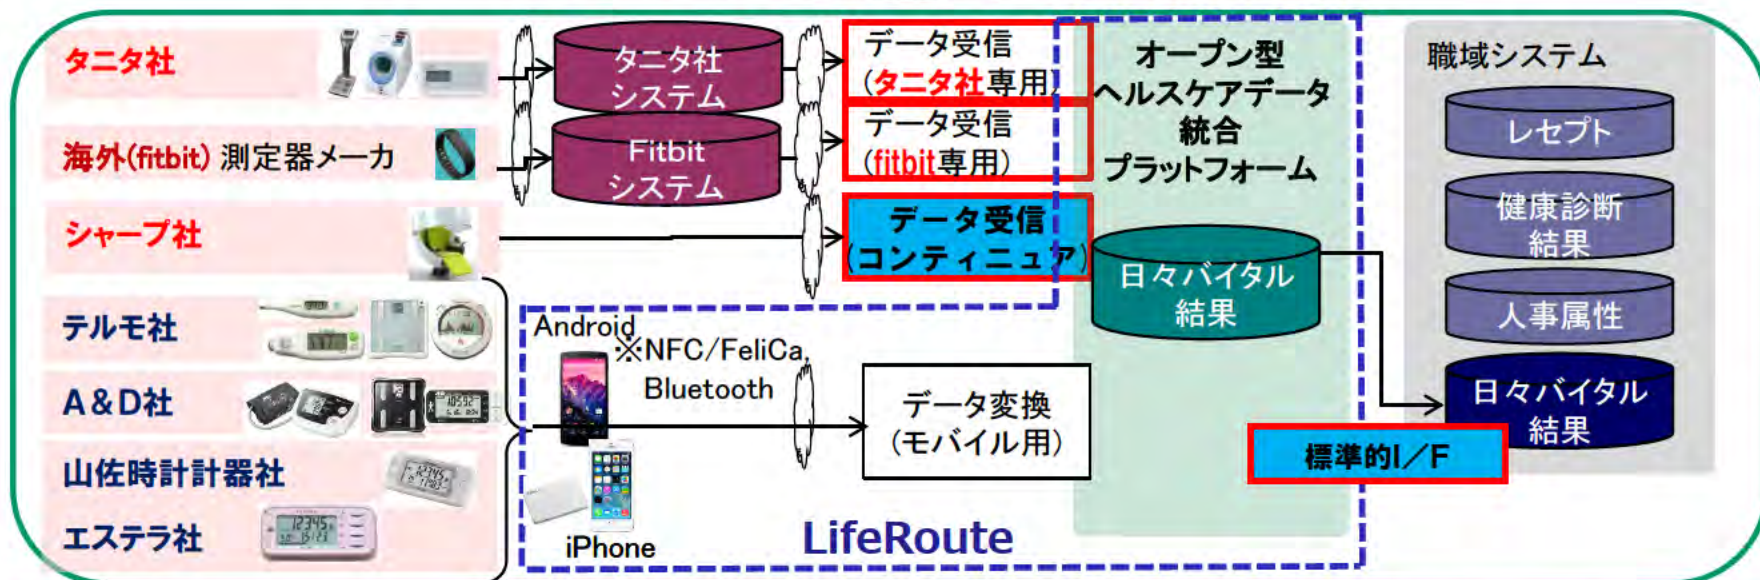 タニタ社
海外(fitbit) 測定器メーカ
シャープ社
テルモ社
A&D社
山佐時計計器社
エステラ社
タニタ社
システム
Fitbit
システム
データ受信
(タニタ社専用)
データ受信
(fitbit専用)
データ受信
(コンティニュア)
Android
※NFC/FeliCa,
Bluetooth
iPhone
データ変換
(モバイル用)
LifeRoute
オープン型
ヘルスケアデータ
統合
プラットフォーム
日々バイタル
結果
標準的I/F
職域システム
レセプト
健康診断
結果
人事属性
日々バイタル
結果